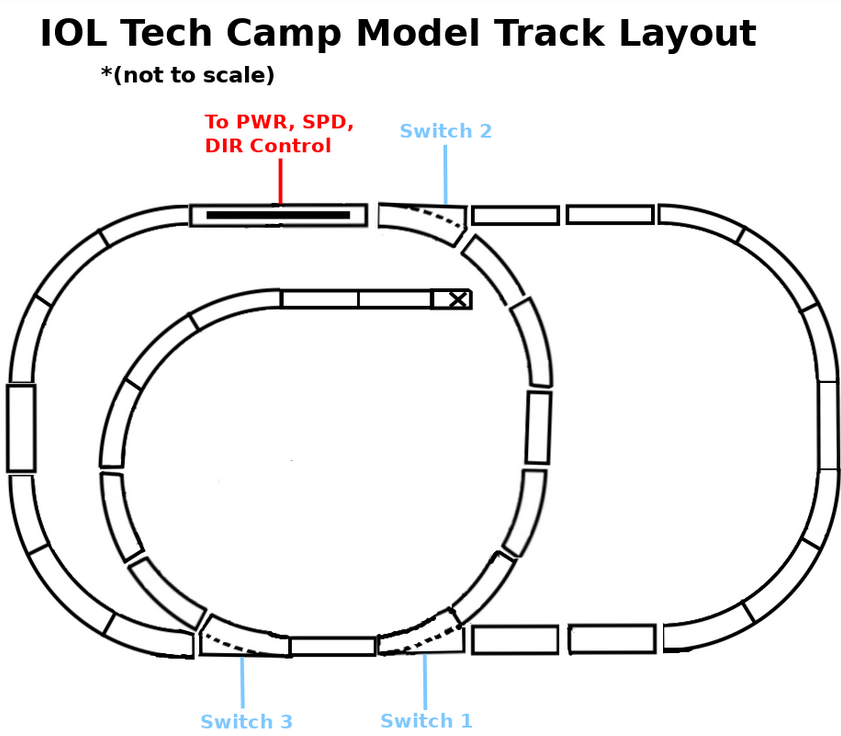 IOL Tech Camp Model Track Layout
*(not to scale)
To PWR, SPD,
DIR Control
Switch 2
Switch 3
Switch 1